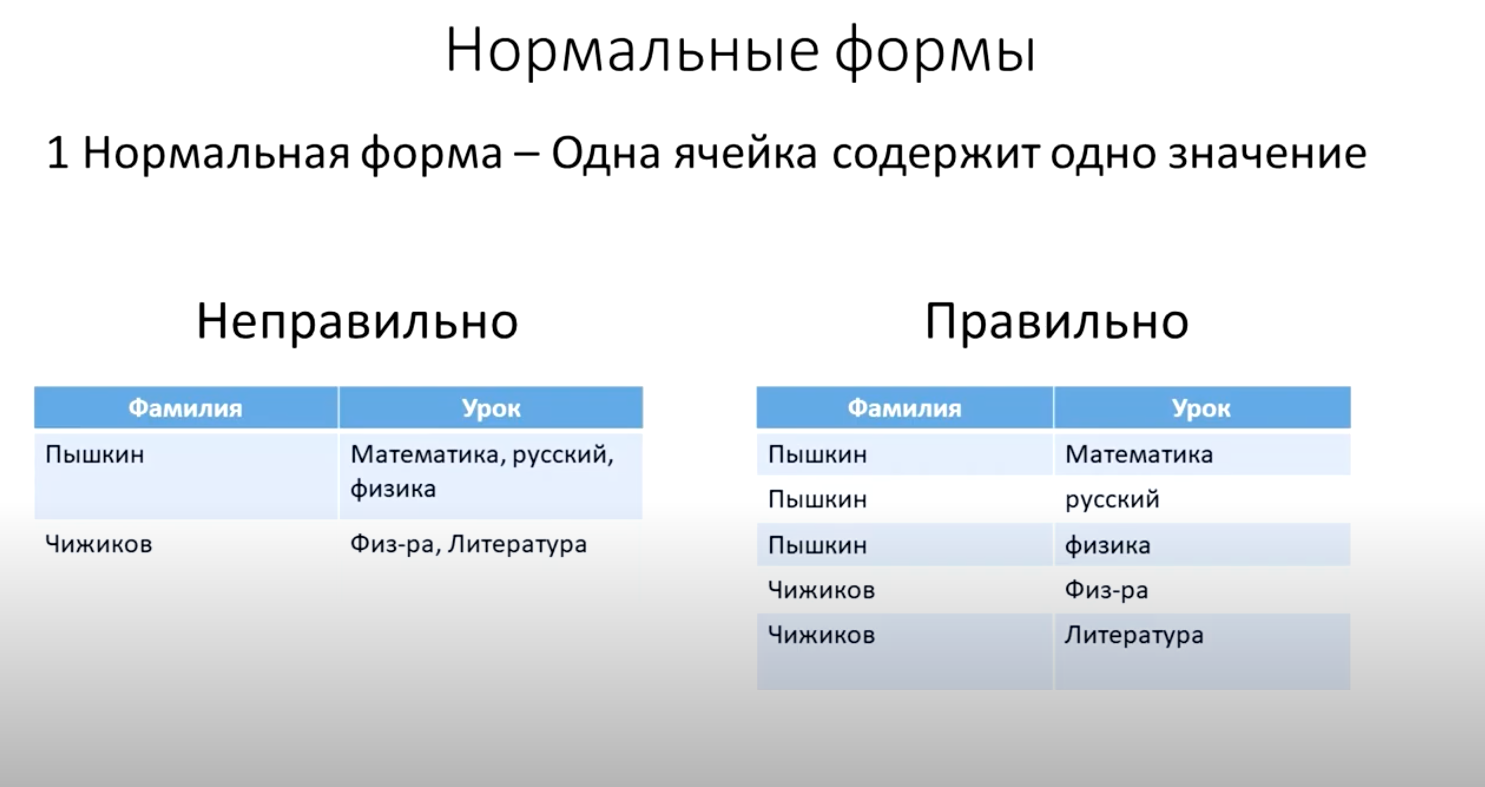 Нормальные формы
1 Нормальная форма – Одна ячейка содержит одно значение
Неправильно
Фамилия Урок
Пышкин Математика, русский,
физика
Чижиков Физ-ра, Литература
Правильно
Фамилия Урок
Пышкин Математика
Пышкин русский
Пышкин физика
Чижиков Физ-ра
Чижиков Литература